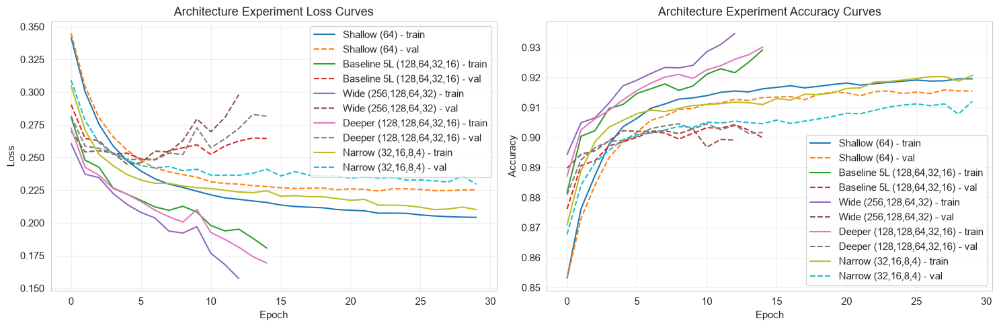 Architecture Experiment Loss Curves
0.350
0.325
0.300
0.275
0.250
0.225
0.200
0.175
0.150
Loss
0 5 10 15 20 25 30
Epoch
Shallow (64) - train
Shallow (64) - val
Baseline 5L (128,64,32,16) - train
Baseline 5L (128,64,32,16) - val
Wide (256,128,64,32) - train
Wide (256,128,64,32) - val
Deeper (128,128,64,32,16) - train
Deeper (128,128,64,32,16) - val
Narrow (32,16,8,4) - train
Narrow (32,16,8,4) - val
Architecture Experiment Accuracy Curves
0.93
0.92
0.91
0.90
0.89
0.88
0.87
0.86
0.85
Accuracy
0 5 10 15 20 25 30
Epoch
Shallow (64) - train
Shallow (64) - val
Baseline 5L (128,64,32,16) - train
Baseline 5L (128,64,32,16) - val
Wide (256,128,64,32) - train
Wide (256,128,64,32) - val
Deeper (128,128,64,32,16) - train
Deeper (128,128,64,32,16) - val
Narrow (32,16,8,4) - train
Narrow (32,16,8,4) - val